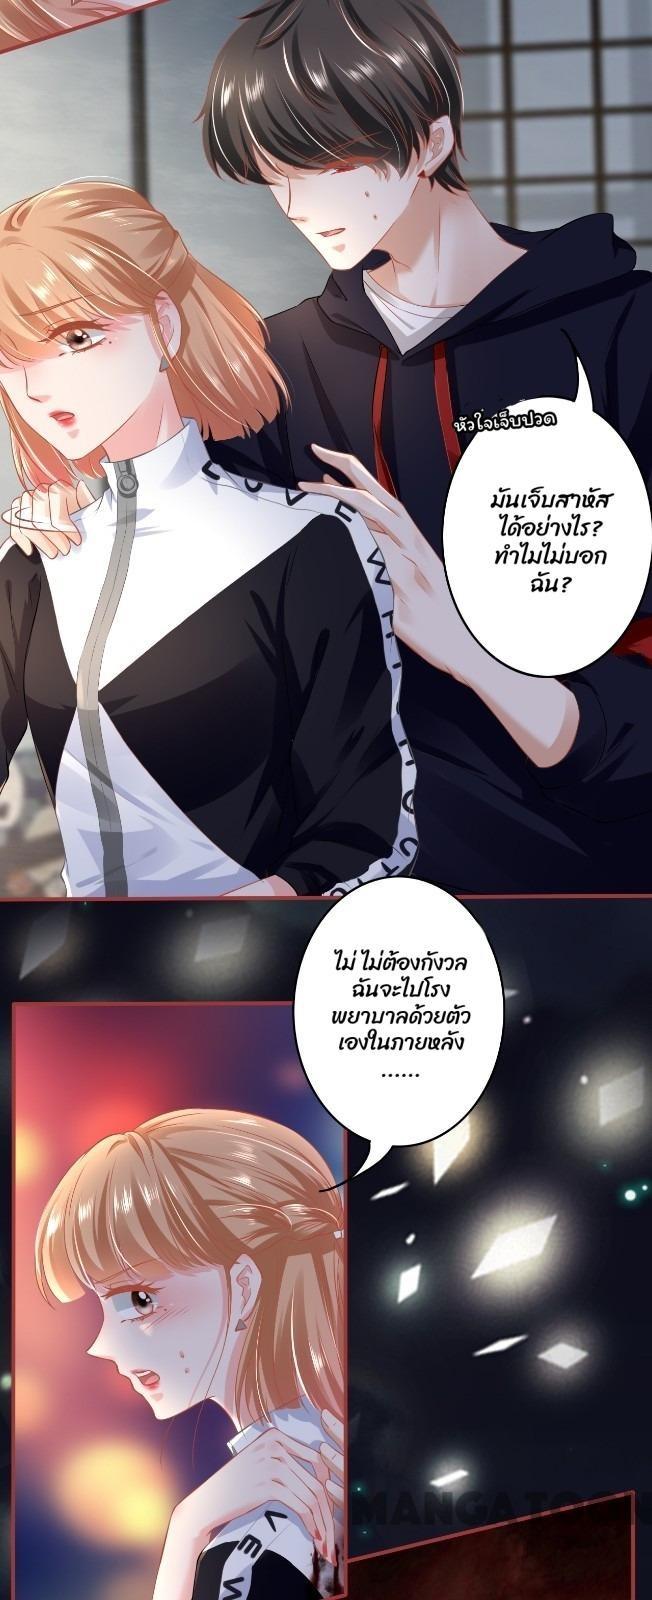 หัวใจเจ็บปวด
มันเจ็บสาหัส
ได้อย่างไร?
ทำไมไม่บอก
ฉัน?
LOVE WITHOUT
ไม่ ไม่ต้องกังวล
ฉันจะไปโรง
พยาบาลด้วยตัว
เองในภายหลัง
......
VE W
MANGATOON